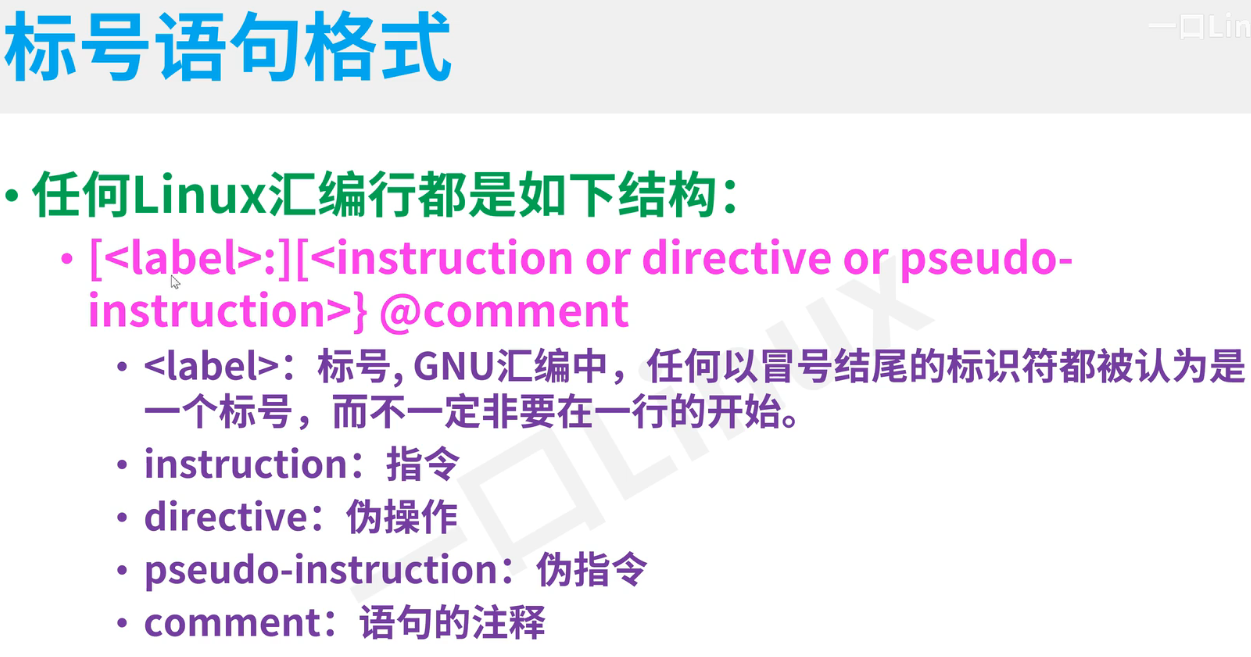 标号语句格式
一口Lin
• 任何Linux汇编行都是如下结构：
• [<label>:][<instruction or directive or pseudo-
instruction>} @comment
• <label>：标号, GNU汇编中，任何以冒号结尾的标识符都被认为是
一个标号，而不一定非要在一行的开始。
• instruction：指令
• directive：伪操作
• pseudo-instruction：伪指令
• comment：语句的注释
一口Linux